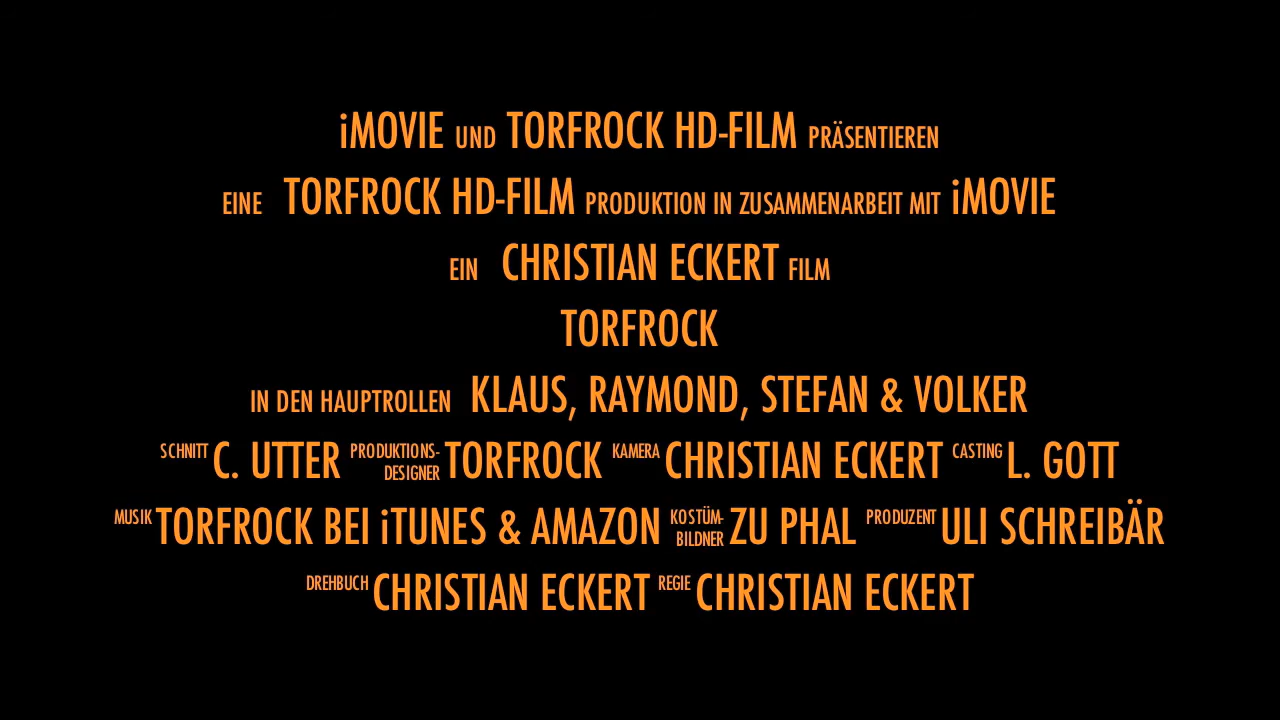 iMOVIE UND TORFROCK HD-FILM PRÄSENTIEREN
EINE TORFROCK HD-FILM PRODUKTION IN ZUSAMMENARBEIT MIT iMOVIE
EIN CHRISTIAN ECKERT FILM
TORFROCK
IN DEN HAUPTROLLEN KLAUS, RAYMOND, STEFAN & VOLKER
SCHNITT C. UTTER PRODUKTIONS-DESIGNER TORFROCK KAMERA CHRISTIAN ECKERT CASTING L. GOTT
MUSIK TORFROCK BEI iTUNES & AMAZON KOSTÜM-BILDNER ZU PHAL PRODUZENT ULI SCHREIBÄR
DREHBUCH CHRISTIAN ECKERT REGIE CHRISTIAN ECKERT